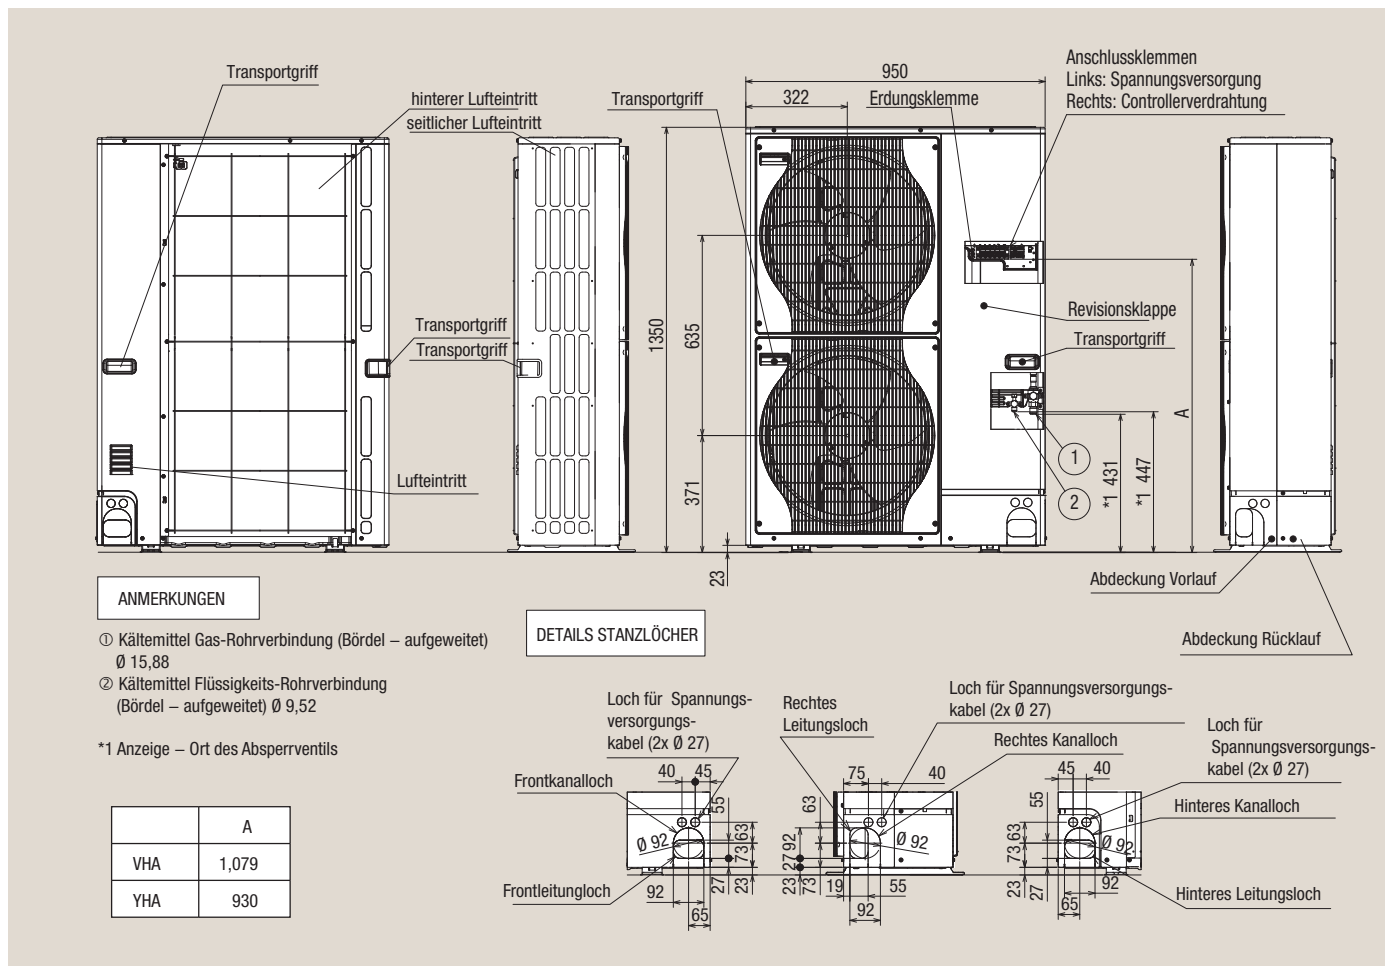 Transportgriff
hinterer Lufteintritt
seitlicher Lufteintritt
Transportgriff
Transportgriff
Lufteintritt
Transportgriff
950
322
Erdungsklemme
Anschlussklemmen
Links: Spannungsversorgung
Rechts: Controllerverdrahtung
1350
635
371
23
Revisionsklappe
Transportgriff
A
1
2
*1 431
*1 447
Abdeckung Vorlauf
Abdeckung Rücklauf
ANMERKUNGEN
① Kältemittel Gas-Rohrverbindung (Bördel – aufgeweitet)
Ø 15,88
② Kältemittel Flüssigkeits-Rohrverbindung
(Bördel – aufgeweitet) Ø 9,52
*1 Anzeige – Ort des Absperrventils
A
VHA 1,079
YHA 930
DETAILS STANZLÖCHER
Loch für Spannungs-
versorgungs-
kabel (2x Ø 27)
40 45
Frontkanalloch
55
Ø 92
63
73
27
23
Frontleitungloch
92
65
Rechtes
Leitungsloch
Loch für Spannungsversorgungs-
kabel (2x Ø 27)
Rechtes Kanalloch
75 40
63
92
Ø 92
27
23
73
19 55
92
Loch für
Spannungsversorgungs-
kabel (2x Ø 27)
45 40
55
Hinteres Kanalloch
63
Ø 92
73
23
27
92
Hinteres Leitungsloch
65